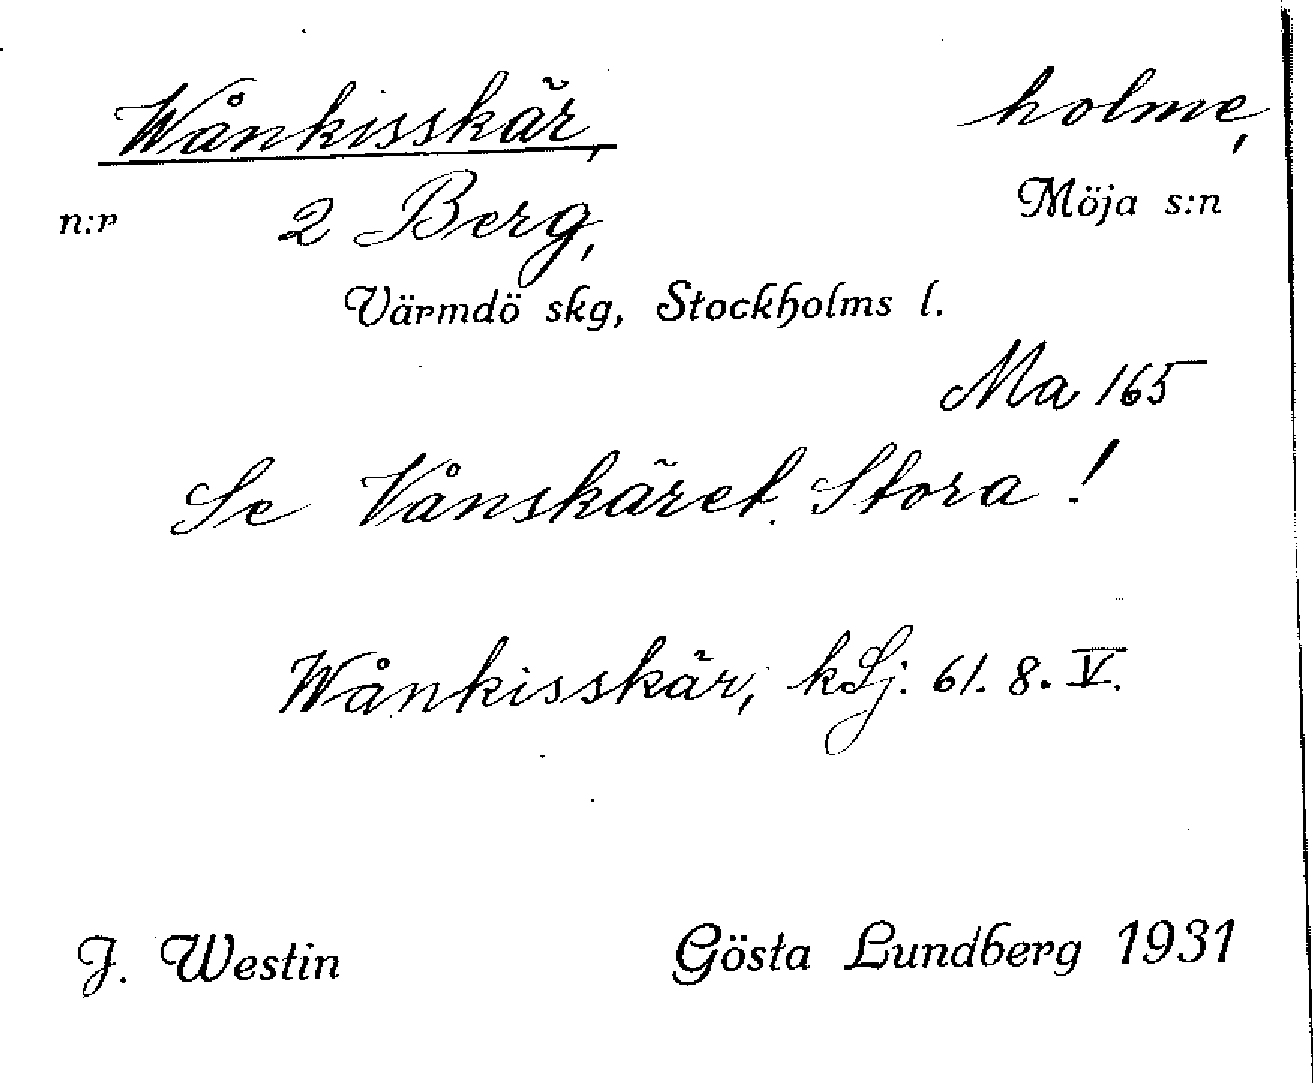 Wånkisskär, holme,
n:r 2 Berg, Möja s:n
Värmdö skg, Stockholms l.
Ma 165
Se Vånskäret Stora!
Wånkisskär, kLj. 61. 8. V.
J. Westin Gösta Lundberg 1931